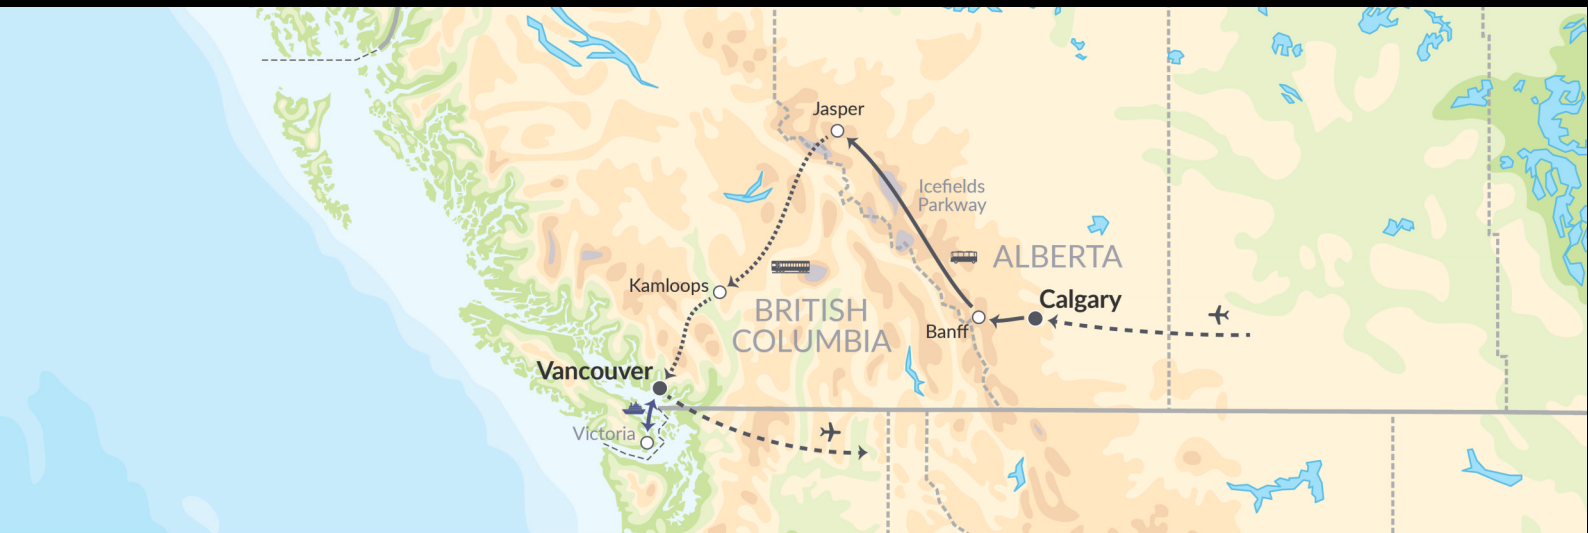 Jasper
Icefields
Parkway
ALBERTA
Kamloops
Calgary
BRITISH
COLUMBIA
Banff
Vancouver
Victoria